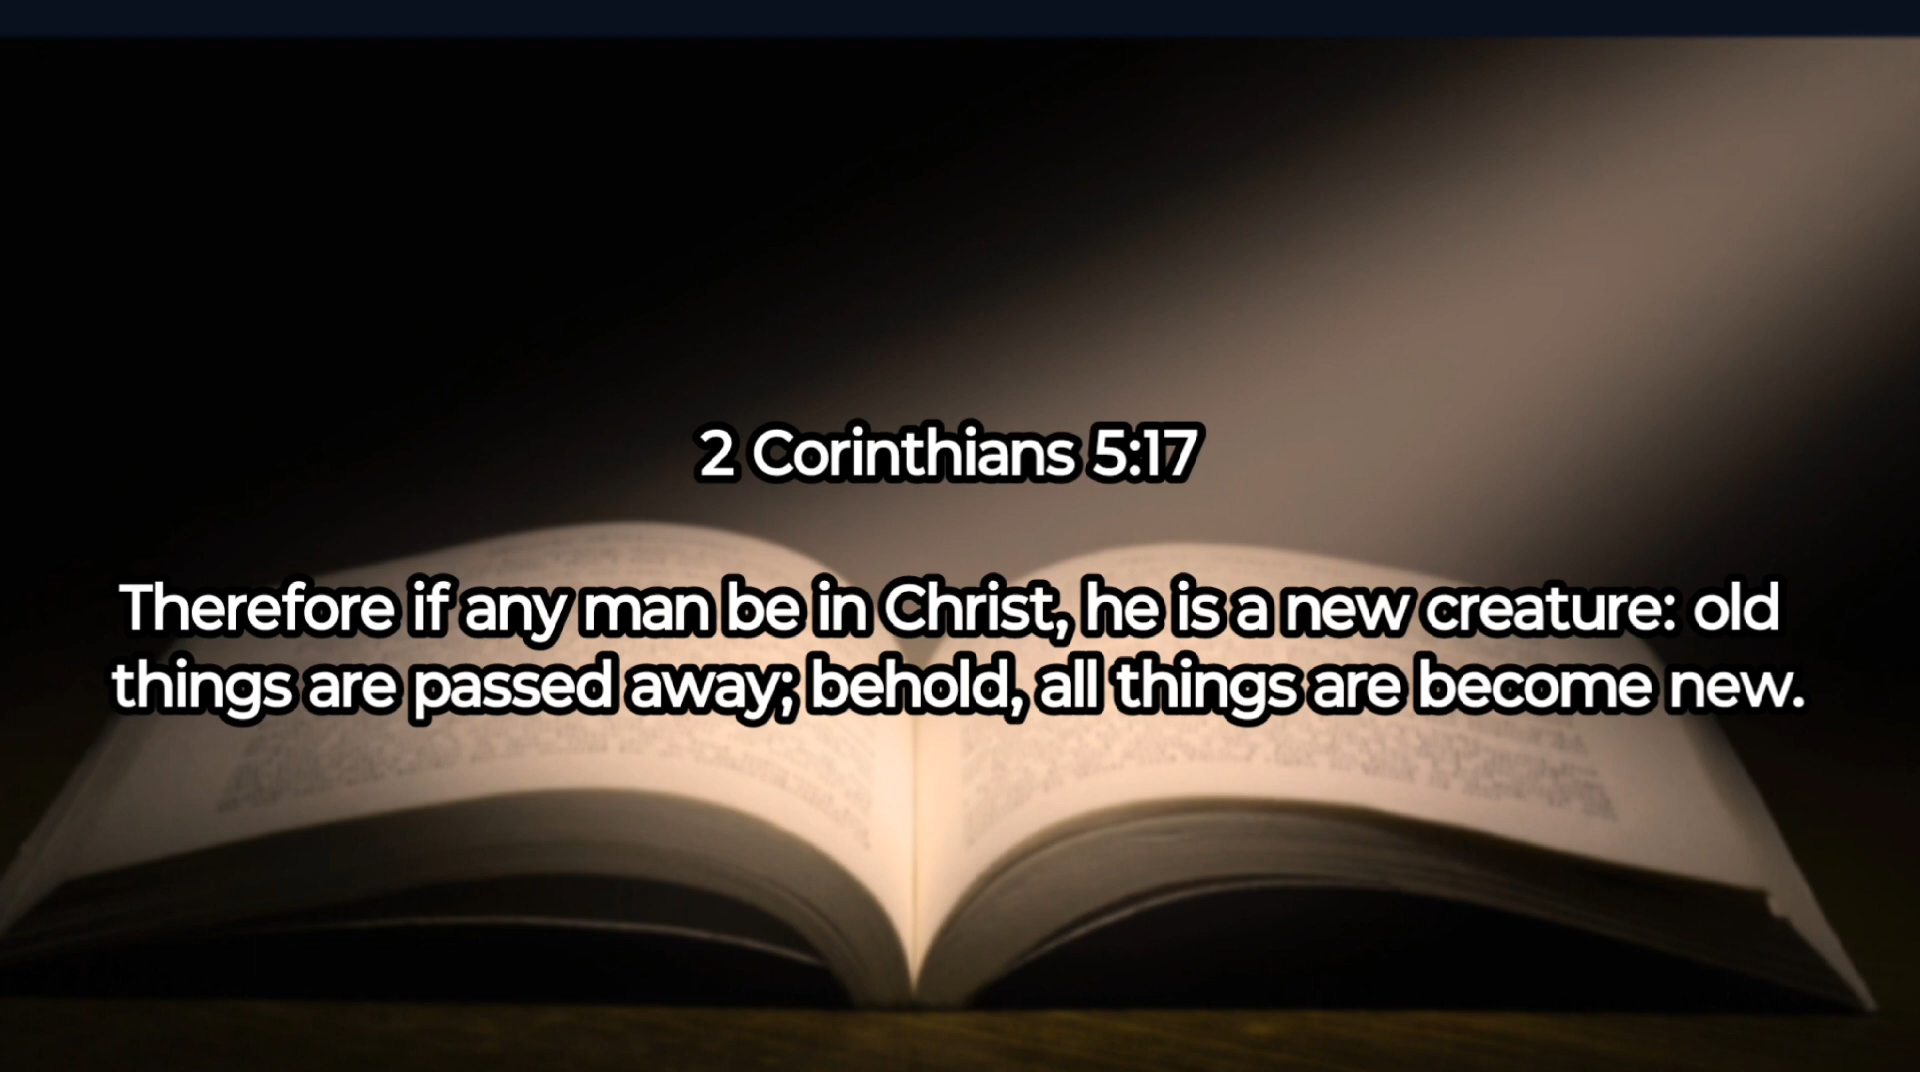 2 Corinthians 5:17
Therefore if any man be in Christ, he is a new creature: old
things are passed away; behold, all things are become new.